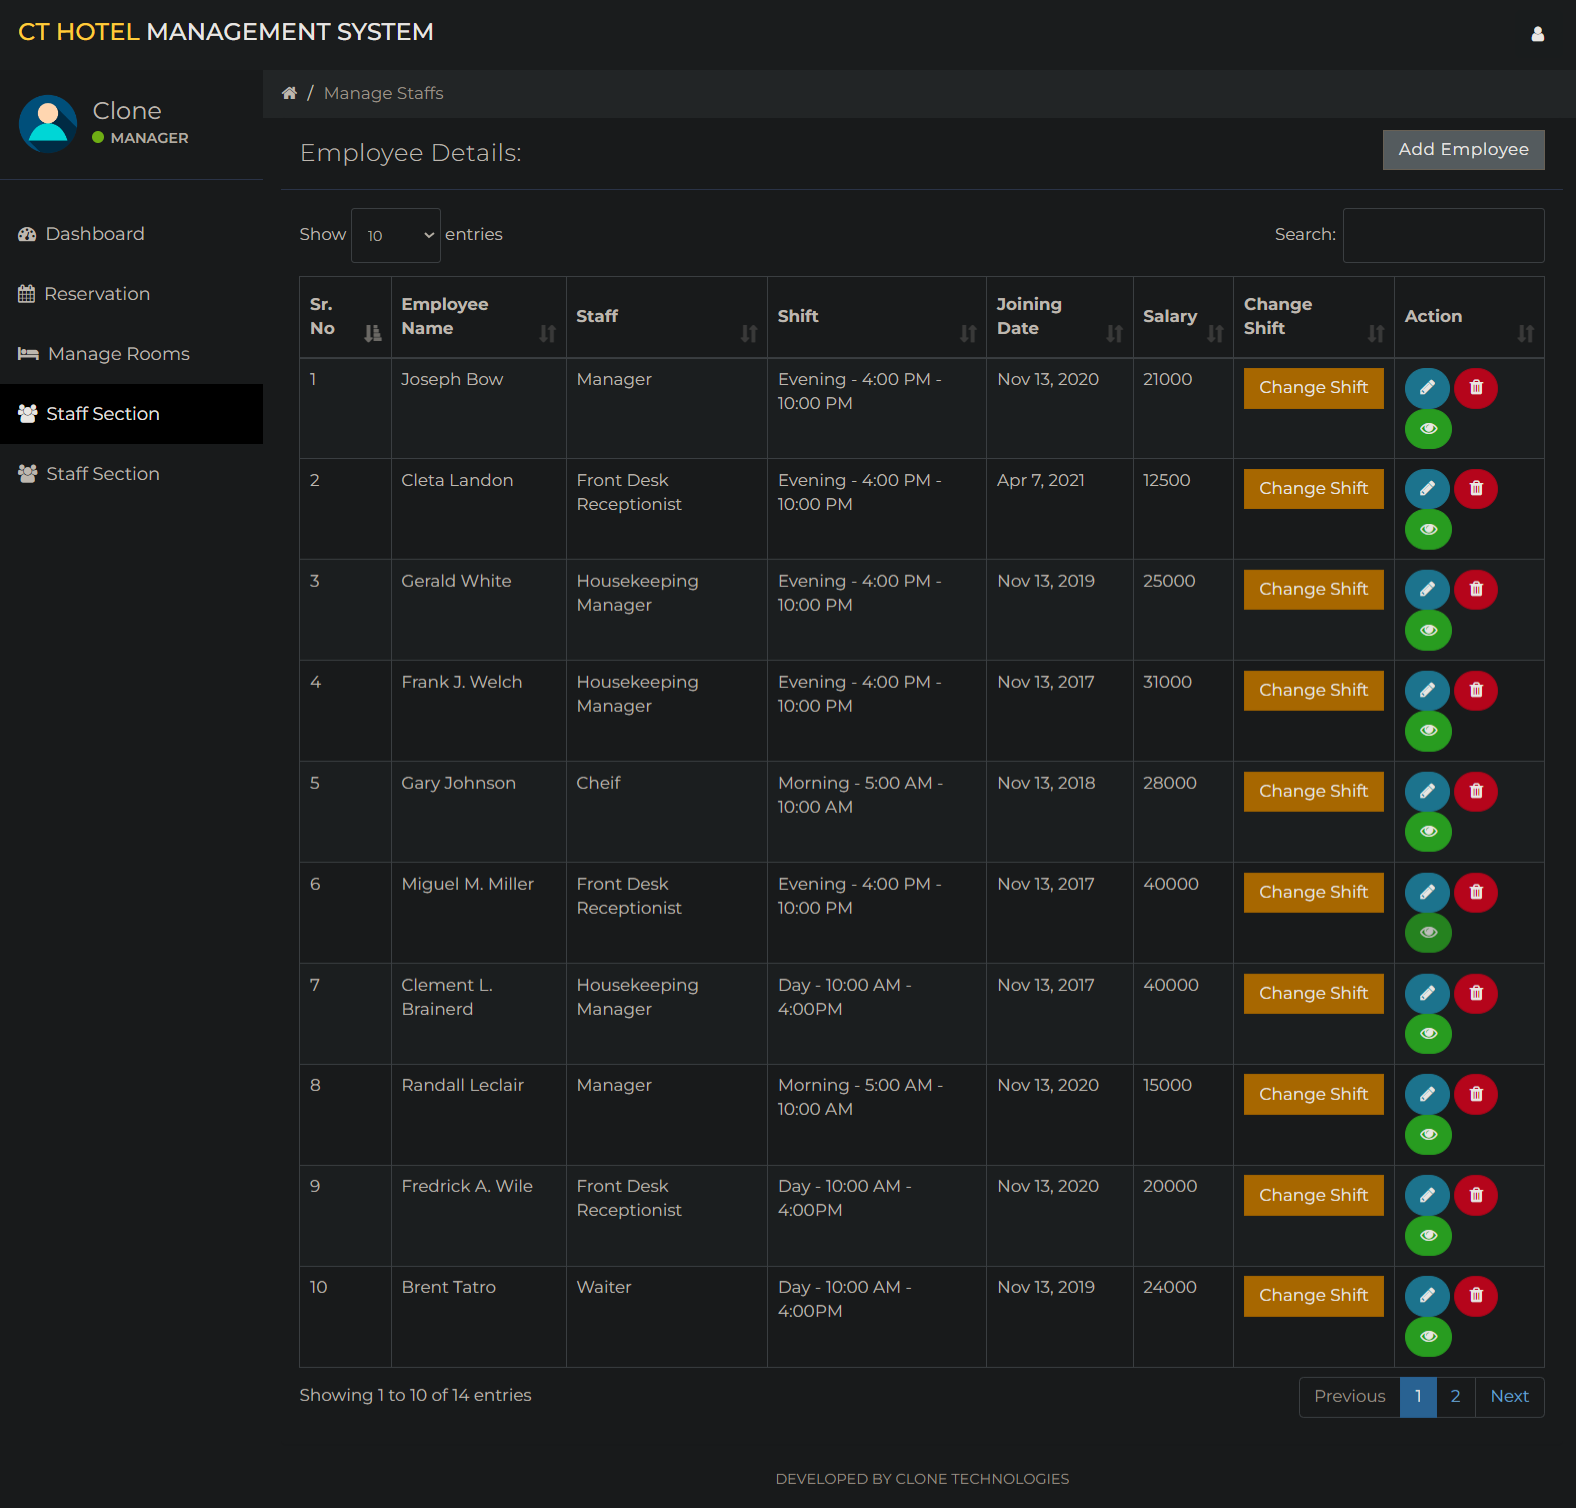 CT HOTEL MANAGEMENT SYSTEM
Clone
MANAGER
Dashboard
Reservation
Manage Rooms
Staff Section
Staff Section
/ Manage Staffs
Employee Details:
Add Employee
Show 10 entries
Search:
Sr. No
Employee Name
Staff
Shift
Joining Date
Salary
Change Shift
Action
1 Joseph Bow Manager Evening - 4:00 PM - 10:00 PM Nov 13, 2020 21000 Change Shift
2 Cleta Landon Front Desk Receptionist Evening - 4:00 PM - 10:00 PM Apr 7, 2021 12500 Change Shift
3 Gerald White Housekeeping Manager Evening - 4:00 PM - 10:00 PM Nov 13, 2019 25000 Change Shift
4 Frank J. Welch Housekeeping Manager Evening - 4:00 PM - 10:00 PM Nov 13, 2017 31000 Change Shift
5 Gary Johnson Cheif Morning - 5:00 AM - 10:00 AM Nov 13, 2018 28000 Change Shift
6 Miguel M. Miller Front Desk Receptionist Evening - 4:00 PM - 10:00 PM Nov 13, 2017 40000 Change Shift
7 Clement L. Brainerd Housekeeping Manager Day - 10:00 AM - 4:00PM Nov 13, 2017 40000 Change Shift
8 Randall Leclair Manager Morning - 5:00 AM - 10:00 AM Nov 13, 2020 15000 Change Shift
9 Fredrick A. Wile Front Desk Receptionist Day - 10:00 AM - 4:00PM Nov 13, 2020 20000 Change Shift
10 Brent Tatro Waiter Day - 10:00 AM - 4:00PM Nov 13, 2019 24000 Change Shift
Showing 1 to 10 of 14 entries
Previous 1 2 Next
DEVELOPED BY CLONE TECHNOLOGIES